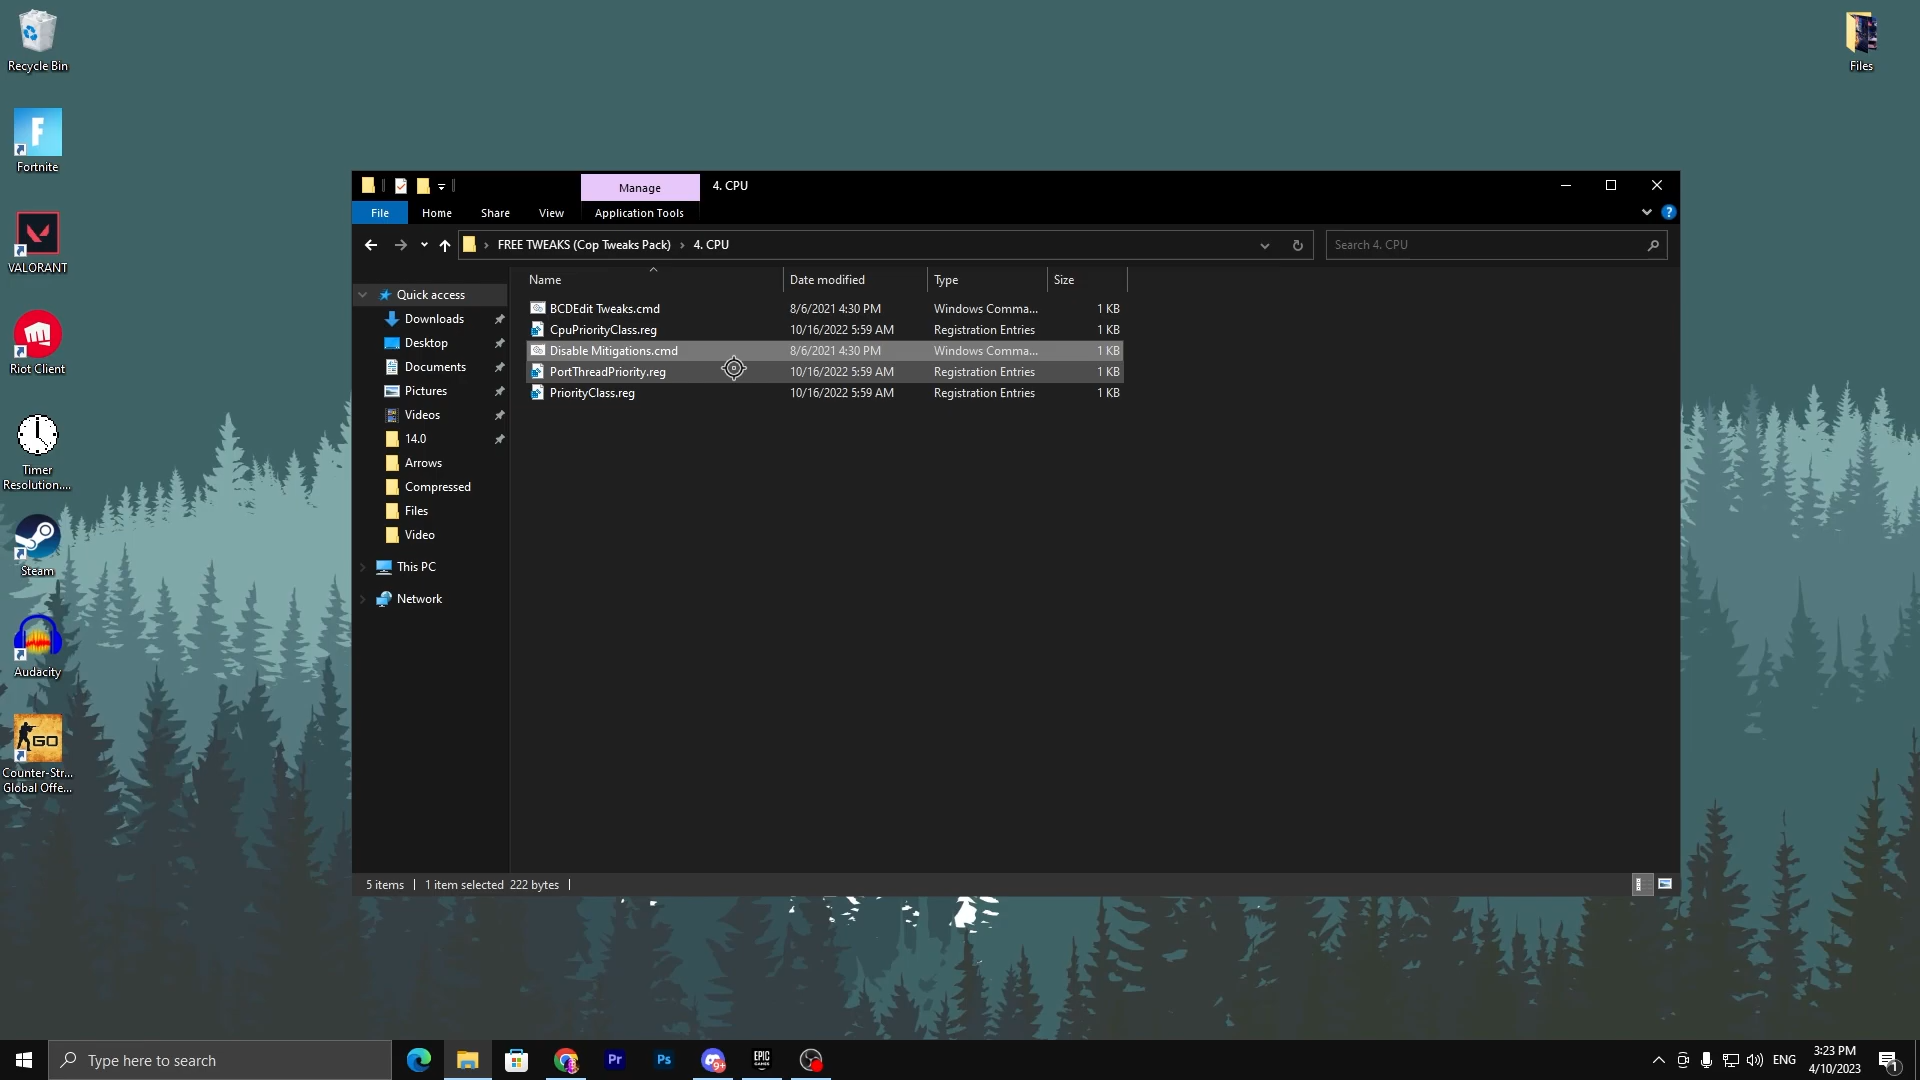 Recycle Bin
Files
Fortnite
VALORANT
Riot Client
Timer
Resolution....
Steam
Audacity
GO
Counter-Str...
Global Offe...
Manage
4. CPU
File
Home
Share
View
Application Tools
FREE TWEAKS (Cop Tweaks Pack) › 4. CPU
Search 4. CPU
Name
Date modified
Type
Size
BCDEdit Tweaks.cmd 8/6/2021 4:30 PM Windows Comma... 1 KB
CpuPriorityClass.reg 10/16/2022 5:59 AM Registration Entries 1 KB
Disable Mitigations.cmd 8/6/2021 4:30 PM Windows Comma... 1 KB
PortThreadPriority.reg 10/16/2022 5:59 AM Registration Entries 1 KB
PriorityClass.reg 10/16/2022 5:59 AM Registration Entries 1 KB
Quick access
Downloads
Desktop
Documents
Pictures
Videos
14.0
Arrows
Compressed
Files
Video
This PC
Network
5 items
1 item selected 222 bytes
Type here to search
Pr
Ps
9+
EPIC
GAMES
ENG
3:23 PM
4/10/2023
1